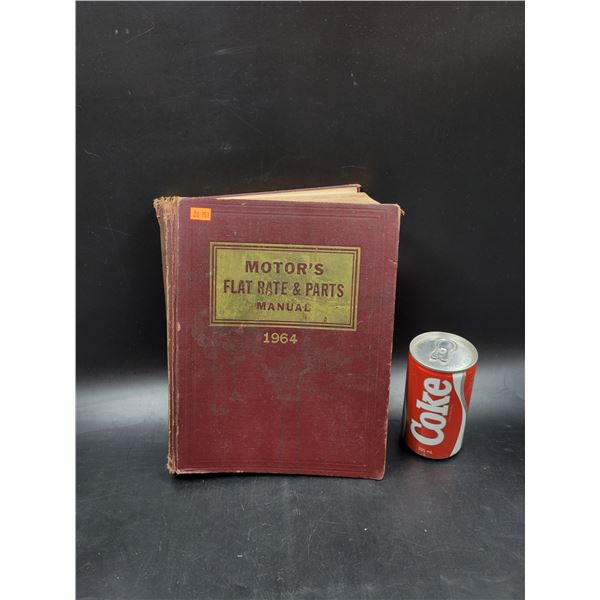 MOTOR'S
FLAT RATE & PARTS
MANUAL
1964
Coke